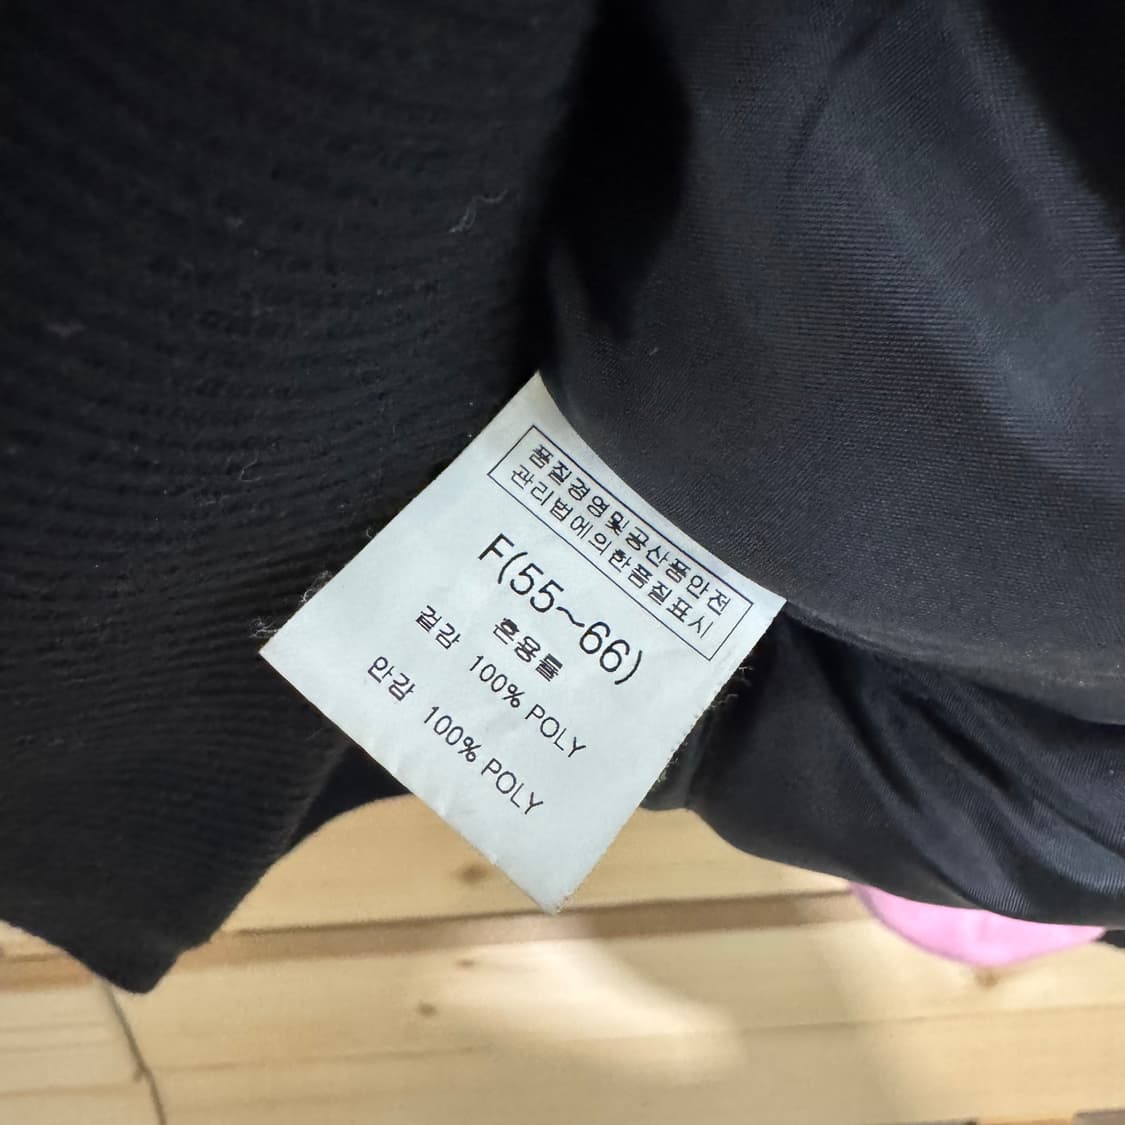 품질경영및공산품안전
관리법에의한품질표시
F(55~66)
혼용률
겉감 100% POLY
안감 100% POLY